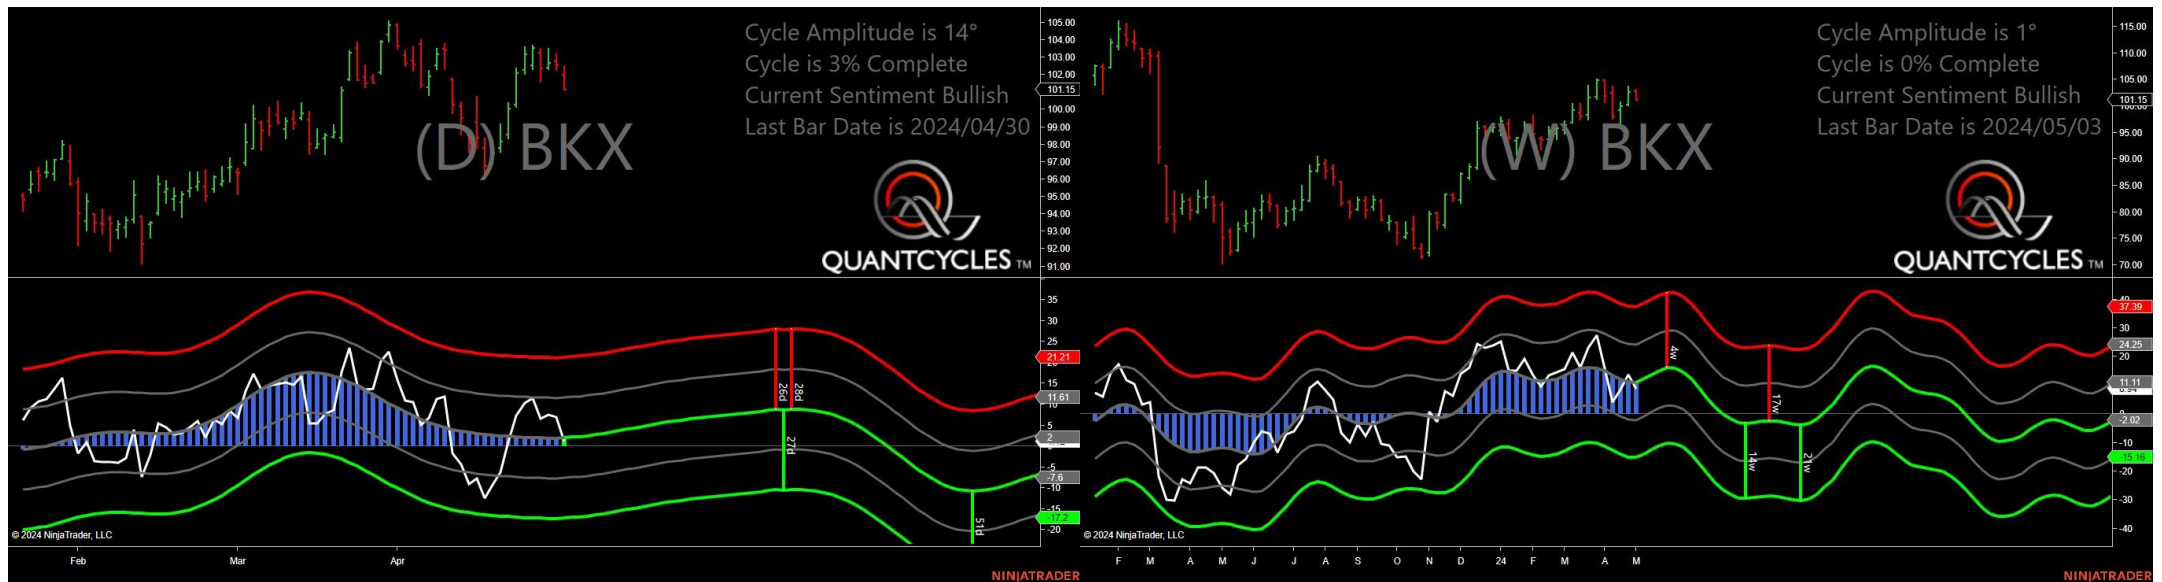 Cycle Amplitude is 14°
Cycle is 3% Complete
Current Sentiment Bullish
Last Bar Date is 2024/04/30
(D) BKX
QUANTCYCLES TM
105.00
104.00
103.00
102.00
101.15
100.00
99.00
98.00
97.00
96.00
95.00
94.00
93.00
92.00
91.00
35
30
25
21.21
20
15
11.61
10
5
2
-5
-7.6
-10
-15
-17.2
-20
26d
28d
27d
51d
© 2024 NinjaTrader, LLC
Feb
Mar
Apr
NINJATRADER
Cycle Amplitude is 1°
Cycle is 0% Complete
Current Sentiment Bullish
Last Bar Date is 2024/05/03
(W) BKX
QUANTCYCLES TM
115.00
110.00
105.00
101.15
100.00
95.00
90.00
85.00
80.00
75.00
70.00
40
37.39
30
24.25
20
11.11
0
-2.02
-10
-15.16
-20
-30
-40
4w
17w
14w
21w
© 2024 NinjaTrader, LLC
F M A M J J A S O N D 24 F M A M
NINJATRADER